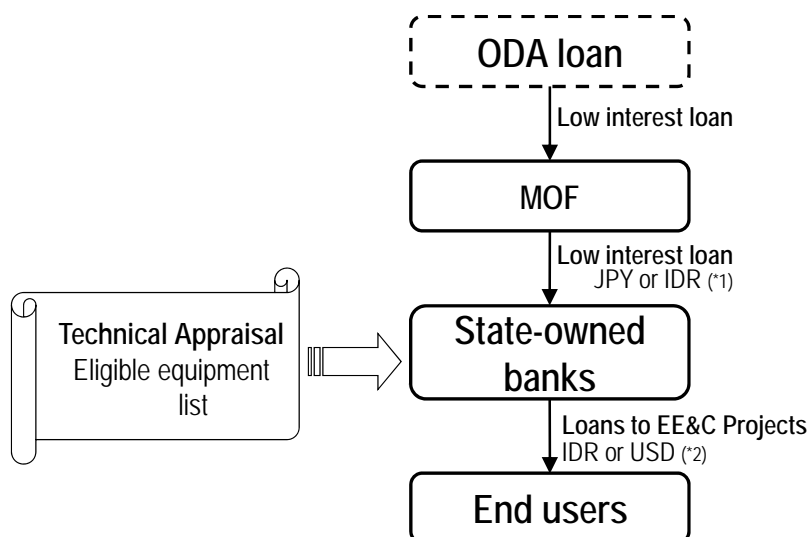 ODA loan
Low interest loan
MOF
Low interest loan
JPY or IDR (*1)
Technical Appraisal
Eligible equipment
list
State-owned
banks
Loans to EE&C Projects
IDR or USD (*2)
End users